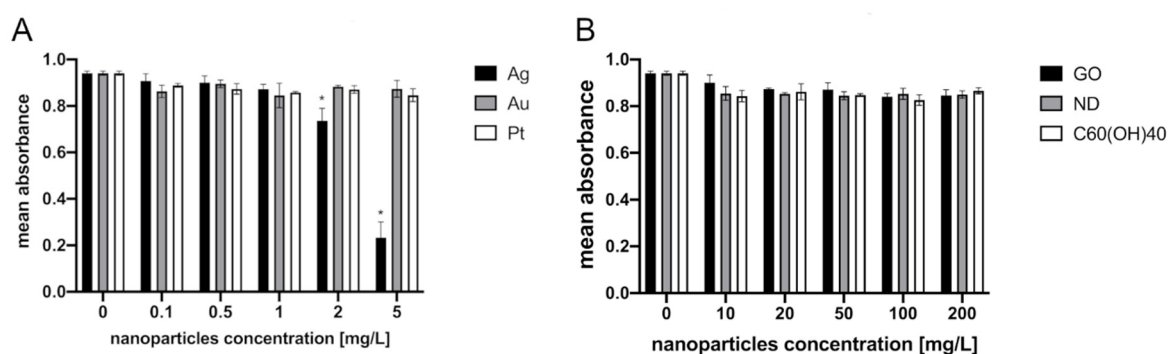 A
mean absorbance
1.0
0.8
0.6
0.4
0.2
0.0
*
*
0 0.1 0.5 1 2 5
nanoparticles concentration [mg/L]
Ag
Au
Pt
B
mean absorbance
1.0
0.8
0.6
0.4
0.2
0.0
0 10 20 50 100 200
nanoparticles concentration [mg/L]
GO
ND
C60(OH)40